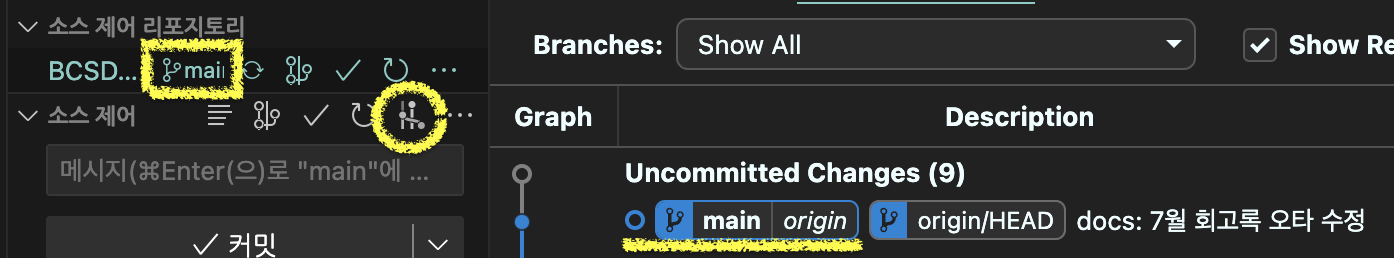 소스 제어 리포지토리
BCSD... main
소스 제어
메시지(⌘Enter(으)로 "main"에 ...
커밋
Branches: Show All Show Re
Graph Description
Uncommitted Changes (9)
main origin origin/HEAD docs: 7월 회고록 오타 수정